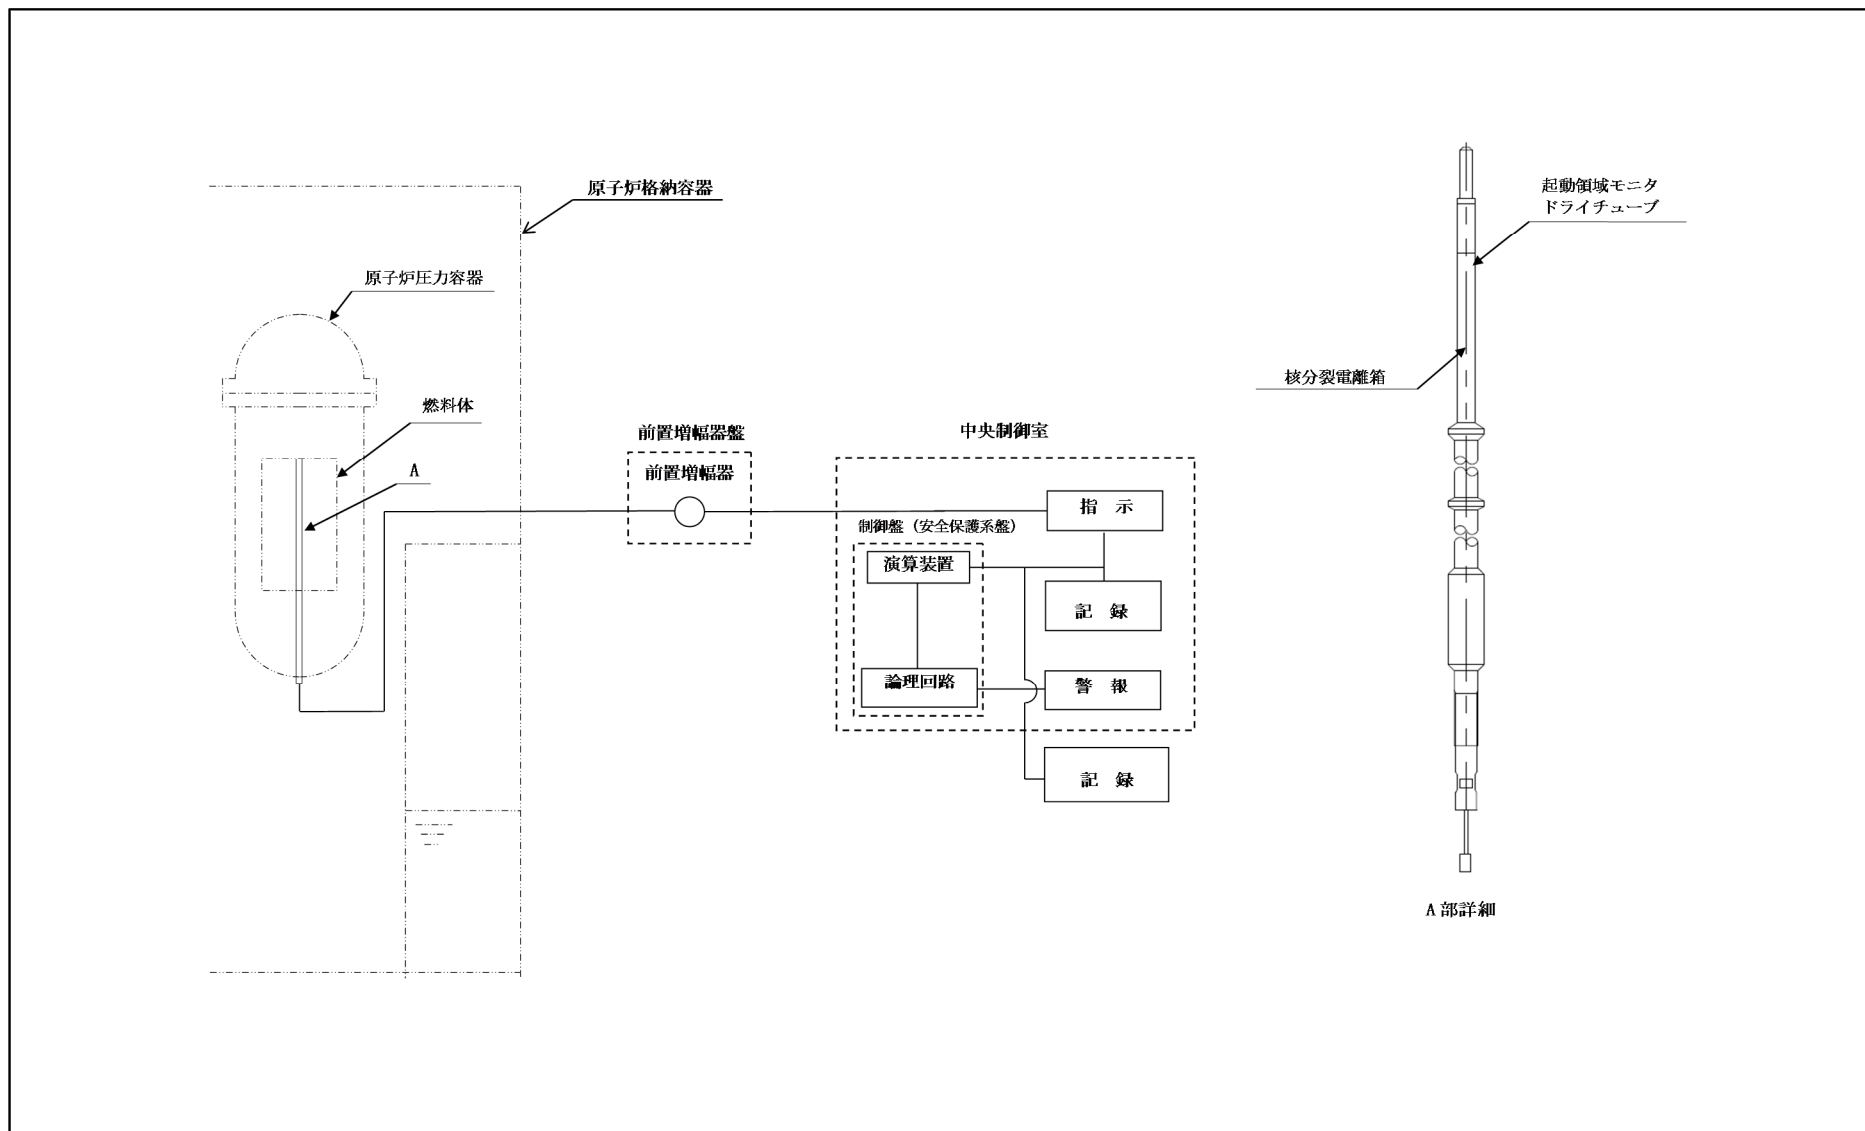 原子炉格納容器
原子炉圧力容器
燃料体
A
前置増幅器盤
前置増幅器
中央制御室
指 示
制御盤（安全保護系盤）
演算装置
記 録
論理回路
警 報
記 録
起動領域モニタ
ドライチューブ
核分裂電離箱
A 部詳細